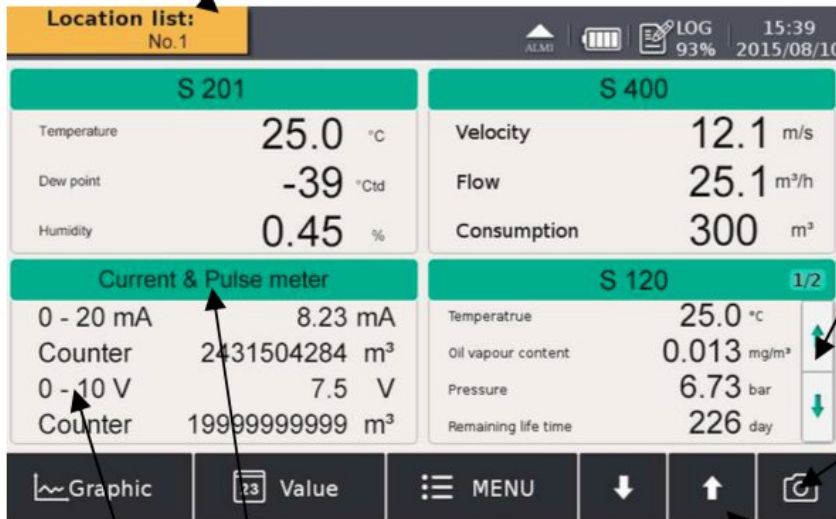 Location list:
No.1
ALM1
LOG
93%
15:39
2015/08/10
S 201
Temperature 25.0 °C
Dew point -39 °Ctd
Humidity 0.45 %
S 400
Velocity 12.1 m/s
Flow 25.1 m³/h
Consumption 300 m³
Current & Pulse meter
0 - 20 mA 8.23 mA
Counter 2431504284 m³
0 - 10 V 7.5 V
Counter 19999999999 m³
S 120 1/2
Temperatrue 25.0 °C
Oil vapour content 0.013 mg/m³
Pressure 6.73 bar
Remaining life time 226 day
Graphic
23 Value
MENU